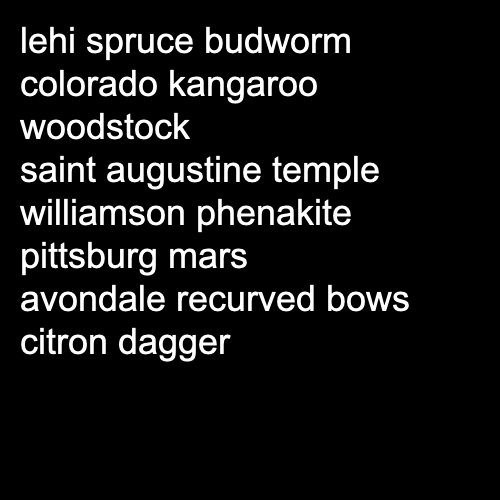 lehi spruce budworm
colorado kangaroo
woodstock
saint augustine temple
williamson phenakite
pittsburg mars
avondale recurved bows
citron dagger